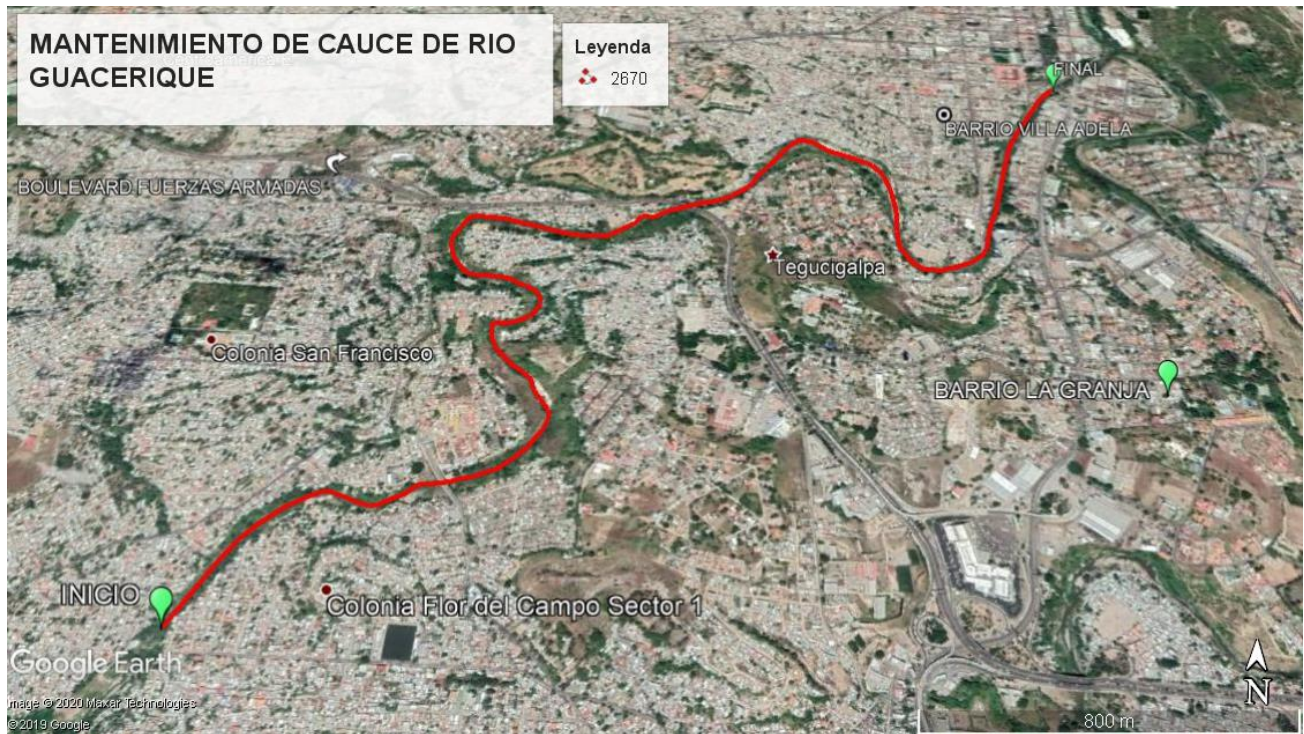 MANTENIMIENTO DE CAUCE DE RIO
GUACERIQUE
Leyenda
2670
FINAL
BARRIO VILLA ADELA
BOULEVARD FUERZAS ARMADAS
Tegucigalpa
Colonia San Francisco
BARRIO LA GRANJA
INICIO
Colonia Flor del Campo Sector 1
Google Earth
N
mage © 2020 Maxar Technologies
© 2019 Google
800 m